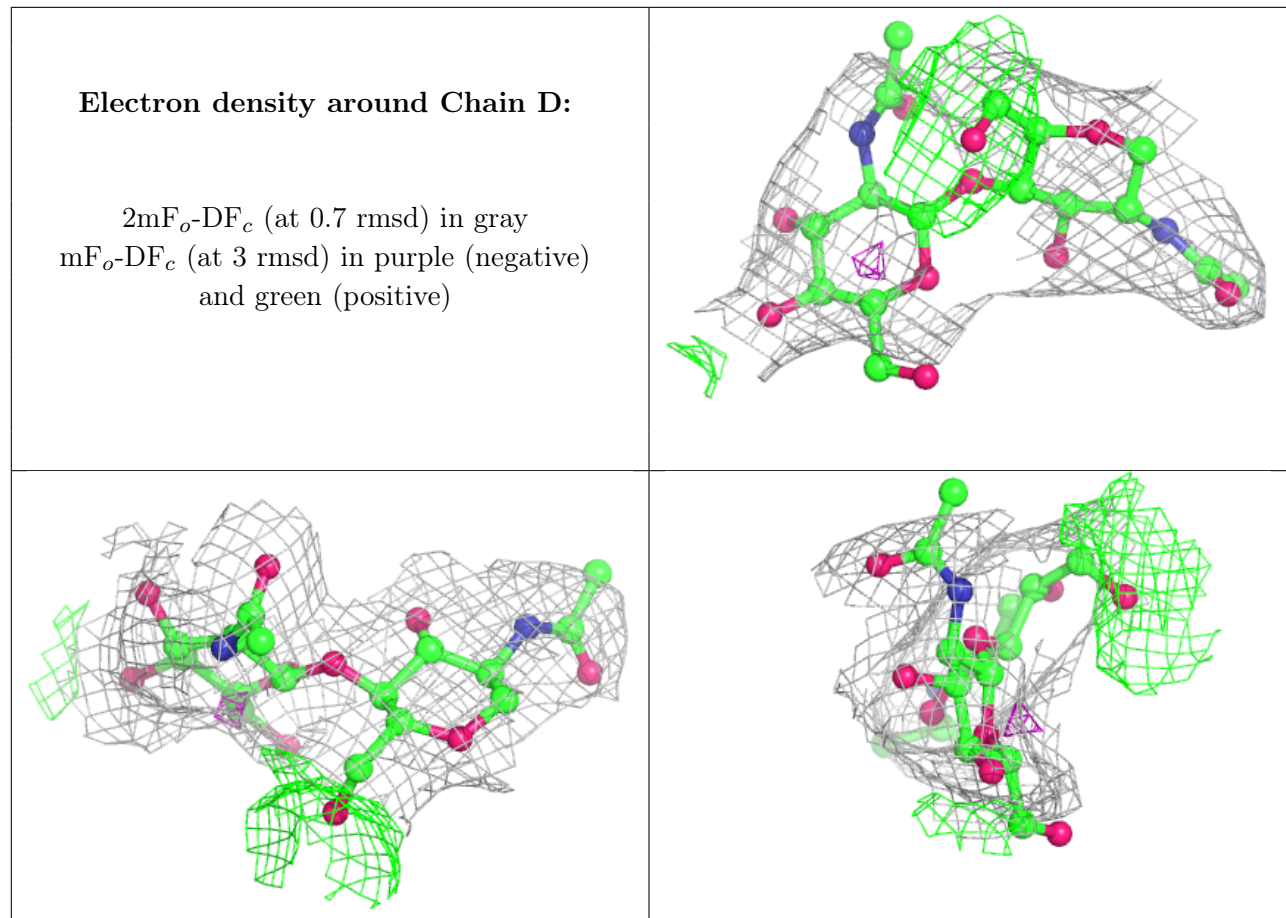 Electron density around Chain D:
2mFₒ-DF𝒸 (at 0.7 rmsd) in gray
mFₒ-DF𝒸 (at 3 rmsd) in purple (negative)
and green (positive)